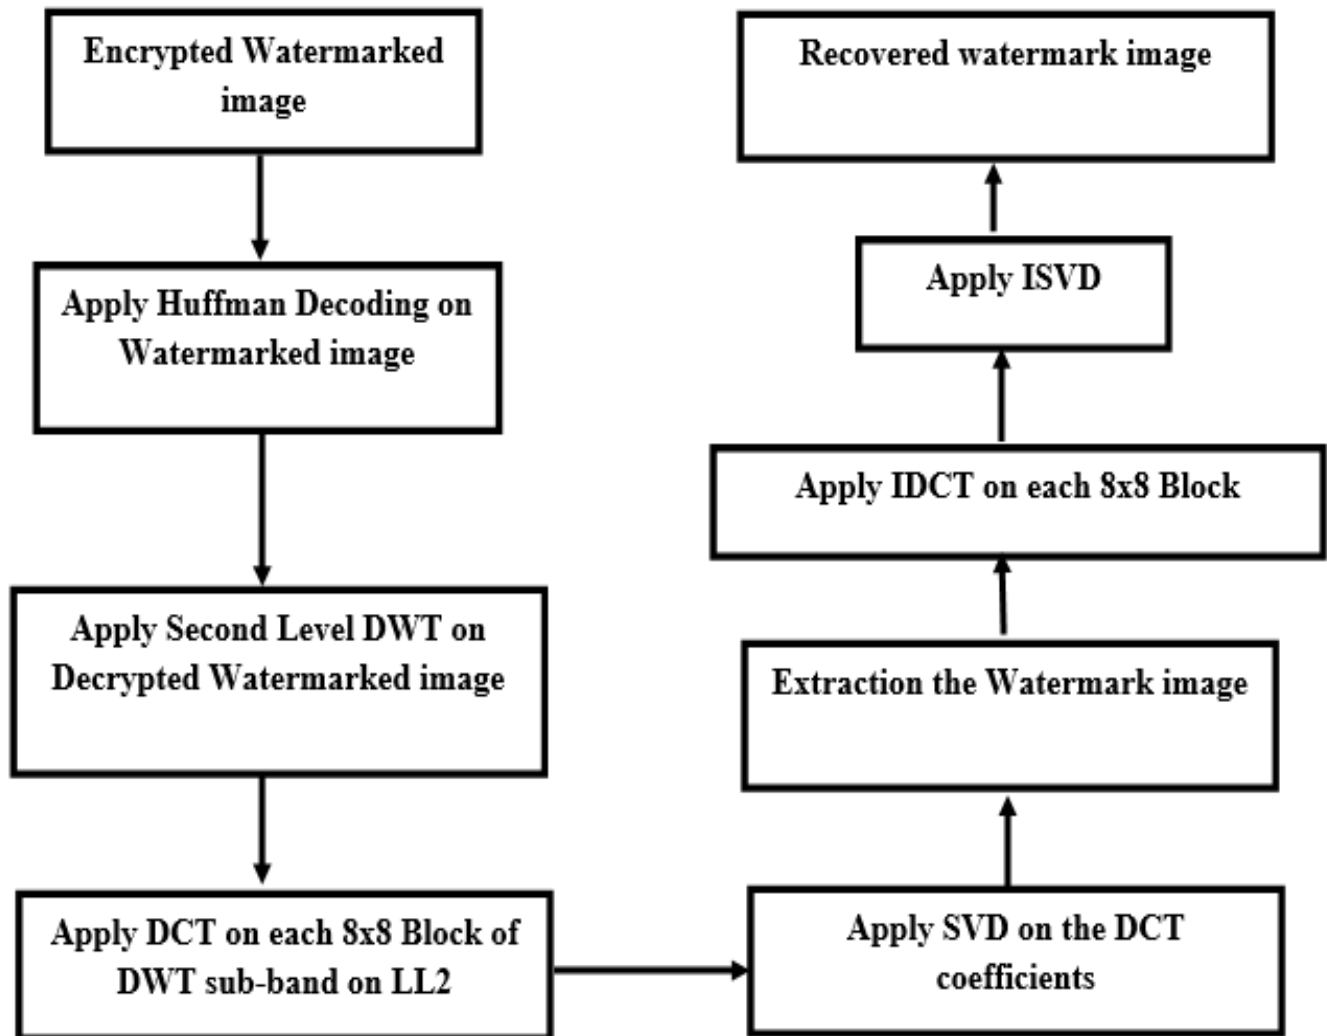 Encrypted Watermarked
image
Apply Huffman Decoding on
Watermarked image
Apply Second Level DWT on
Decrypted Watermarked image
Apply DCT on each 8x8 Block of
DWT sub-band on LL2
Apply SVD on the DCT
coefficients
Extraction the Watermark image
Apply IDCT on each 8x8 Block
Apply ISVD
Recovered watermark image